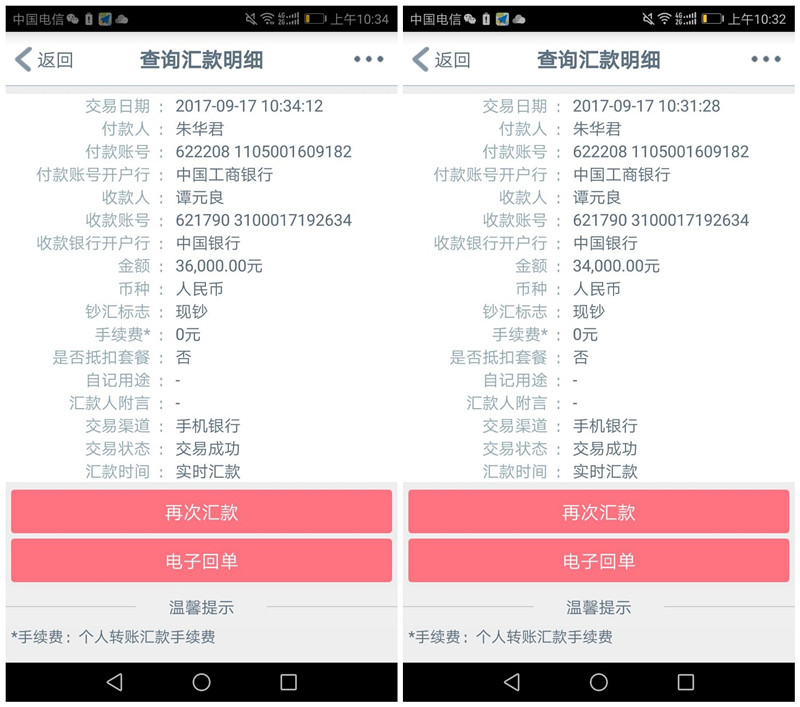 中国电信 上午10:34
返回 查询汇款明细
交易日期 : 2017-09-17 10:34:12
付款人 : 朱华君
付款账号 : 622208 1105001609182
付款账号开户行 : 中国工商银行
收款人 : 谭元良
收款账号 : 621790 3100017192634
收款银行开户行 : 中国银行
金额 : 36,000.00元
币种 : 人民币
钞汇标志 : 现钞
手续费* : 0元
是否抵扣套餐 : 否
自记用途 : -
汇款人附言 : -
交易渠道 : 手机银行
交易状态 : 交易成功
汇款时间 : 实时汇款
再次汇款
电子回单
温馨提示
*手续费：个人转账汇款手续费
中国电信 上午10:32
返回 查询汇款明细
交易日期 : 2017-09-17 10:31:28
付款人 : 朱华君
付款账号 : 622208 1105001609182
付款账号开户行 : 中国工商银行
收款人 : 谭元良
收款账号 : 621790 3100017192634
收款银行开户行 : 中国银行
金额 : 34,000.00元
币种 : 人民币
钞汇标志 : 现钞
手续费* : 0元
是否抵扣套餐 : 否
自记用途 : -
汇款人附言 : -
交易渠道 : 手机银行
交易状态 : 交易成功
汇款时间 : 实时汇款
再次汇款
电子回单
温馨提示
*手续费：个人转账汇款手续费